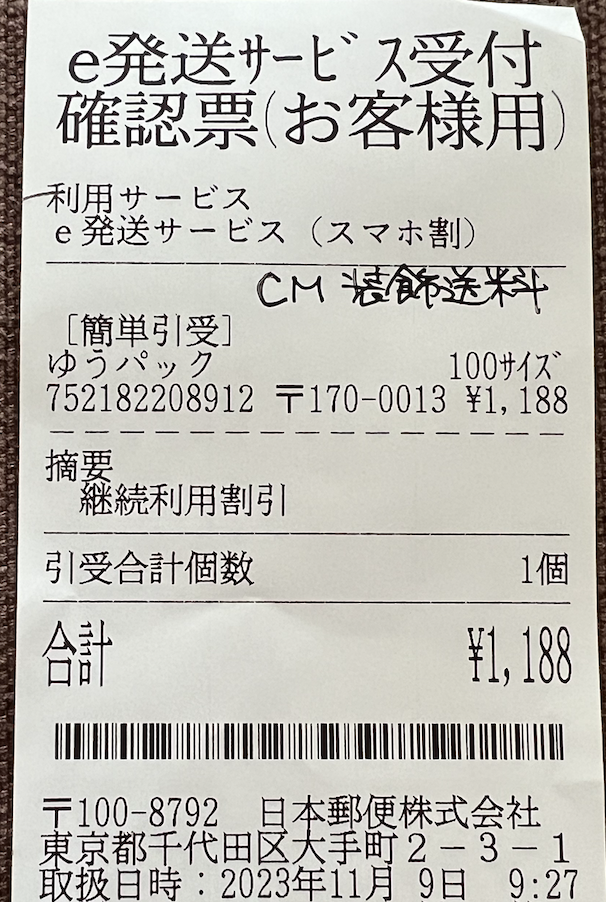 e発送サービス受付
確認票(お客様用)
利用サービス
e発送サービス(スマホ割)
CM 装飾送料
[簡単引受]
ゆうパック 100サイズ
752182208912 〒170-0013 ¥1,188
摘要
継続利用割引
引受合計個数 1個
合計 ¥1,188
〒100-8792 日本郵便株式会社
東京都千代田区大手町2-3-1
取扱日時:2023年11月 9日 9:27